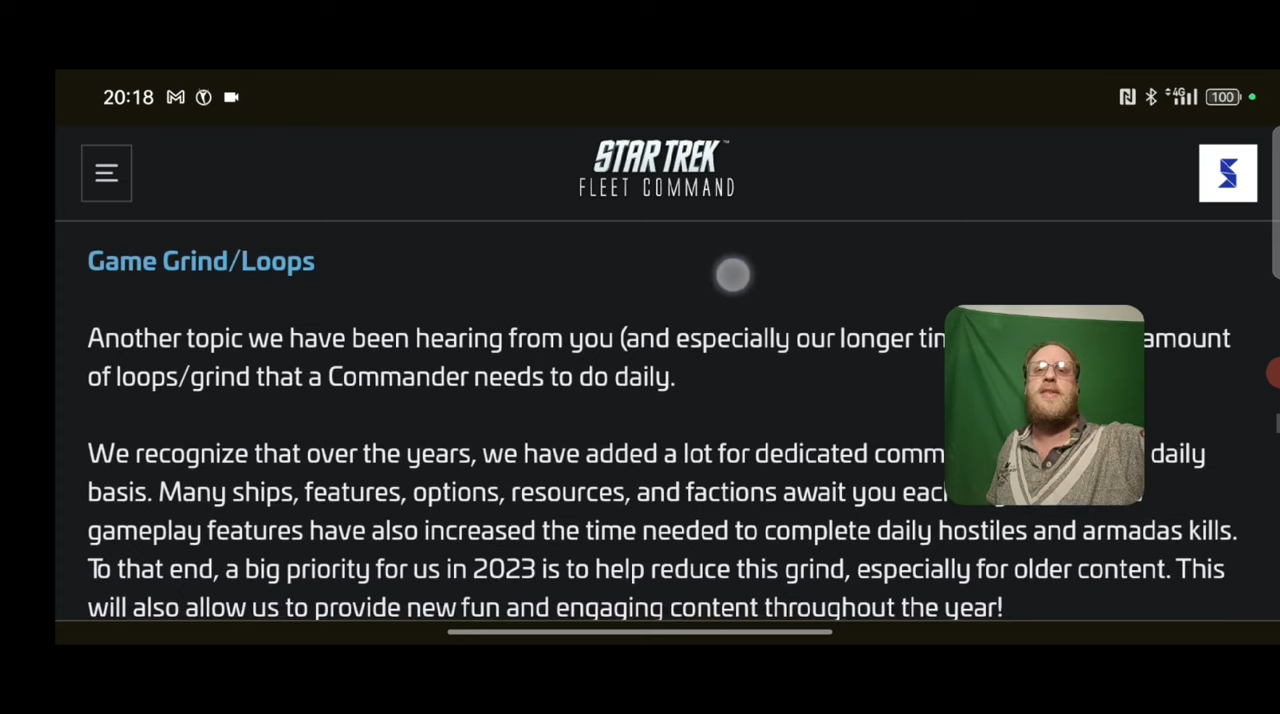 20:18
4G
100
STAR TREK™
FLEET COMMAND
Game Grind/Loops
Another topic we have been hearing from you (and especially our longer amount
of loops/grind that a Commander needs to do daily.
We recognize that over the years, we have added a lot for dedicated daily
basis. Many ships, features, options, resources, and factions await you
gameplay features have also increased the time needed to complete daily hostiles and armadas kills.
To that end, a big priority for us in 2023 is to help reduce this grind, especially for older content. This
will also allow us to provide new fun and engaging content throughout the year!